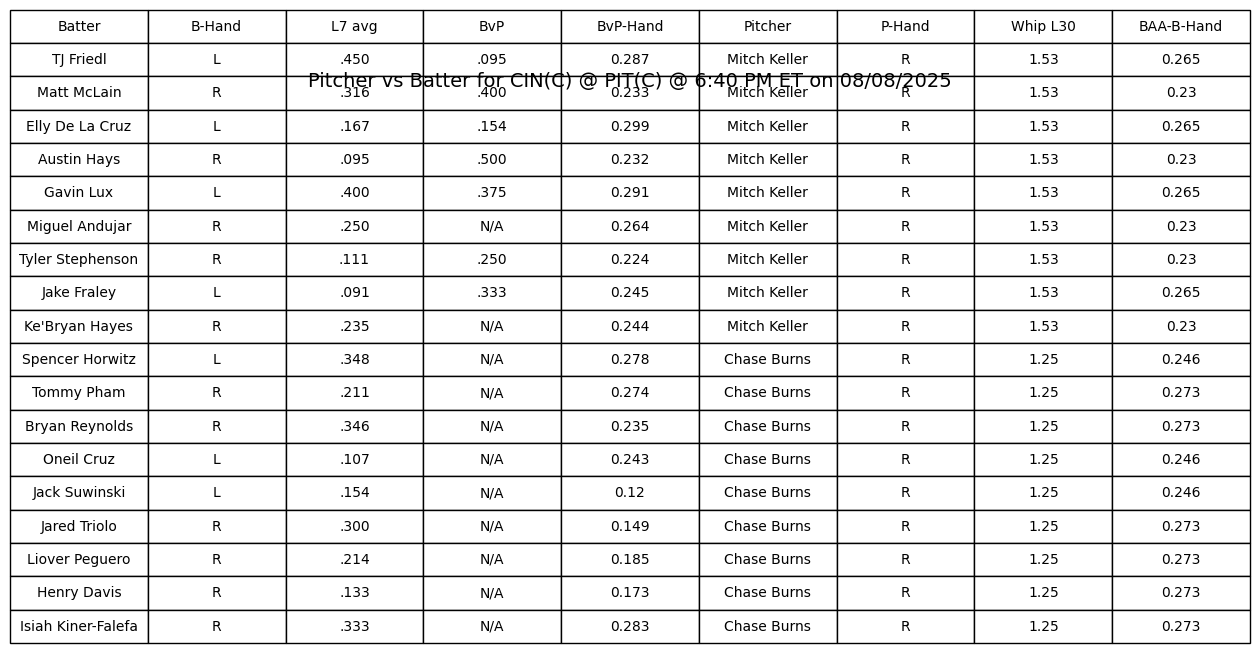 Batter B-Hand L7 avg BvP BvP-Hand Pitcher P-Hand Whip L30 BAA-B-Hand
TJ Friedl L .450 .095 0.287 Mitch Keller R 1.53 0.265
Pitcher vs Batter for CIN(C) @ PIT(C) @ 6:40 PM ET on 08/08/2025
Matt McLain R .316 .400 0.233 Mitch Keller R 1.53 0.23
Elly De La Cruz L .167 .154 0.299 Mitch Keller R 1.53 0.265
Austin Hays R .095 .500 0.232 Mitch Keller R 1.53 0.23
Gavin Lux L .400 .375 0.291 Mitch Keller R 1.53 0.265
Miguel Andujar R .250 N/A 0.264 Mitch Keller R 1.53 0.23
Tyler Stephenson R .111 .250 0.224 Mitch Keller R 1.53 0.23
Jake Fraley L .091 .333 0.245 Mitch Keller R 1.53 0.265
Ke'Bryan Hayes R .235 N/A 0.244 Mitch Keller R 1.53 0.23
Spencer Horwitz L .348 N/A 0.278 Chase Burns R 1.25 0.246
Tommy Pham R .211 N/A 0.274 Chase Burns R 1.25 0.273
Bryan Reynolds R .346 N/A 0.235 Chase Burns R 1.25 0.273
Oneil Cruz L .107 N/A 0.243 Chase Burns R 1.25 0.246
Jack Suwinski L .154 N/A 0.12 Chase Burns R 1.25 0.246
Jared Triolo R .300 N/A 0.149 Chase Burns R 1.25 0.273
Liover Peguero R .214 N/A 0.185 Chase Burns R 1.25 0.273
Henry Davis R .133 N/A 0.173 Chase Burns R 1.25 0.273
Isiah Kiner-Falefa R .333 N/A 0.283 Chase Burns R 1.25 0.273